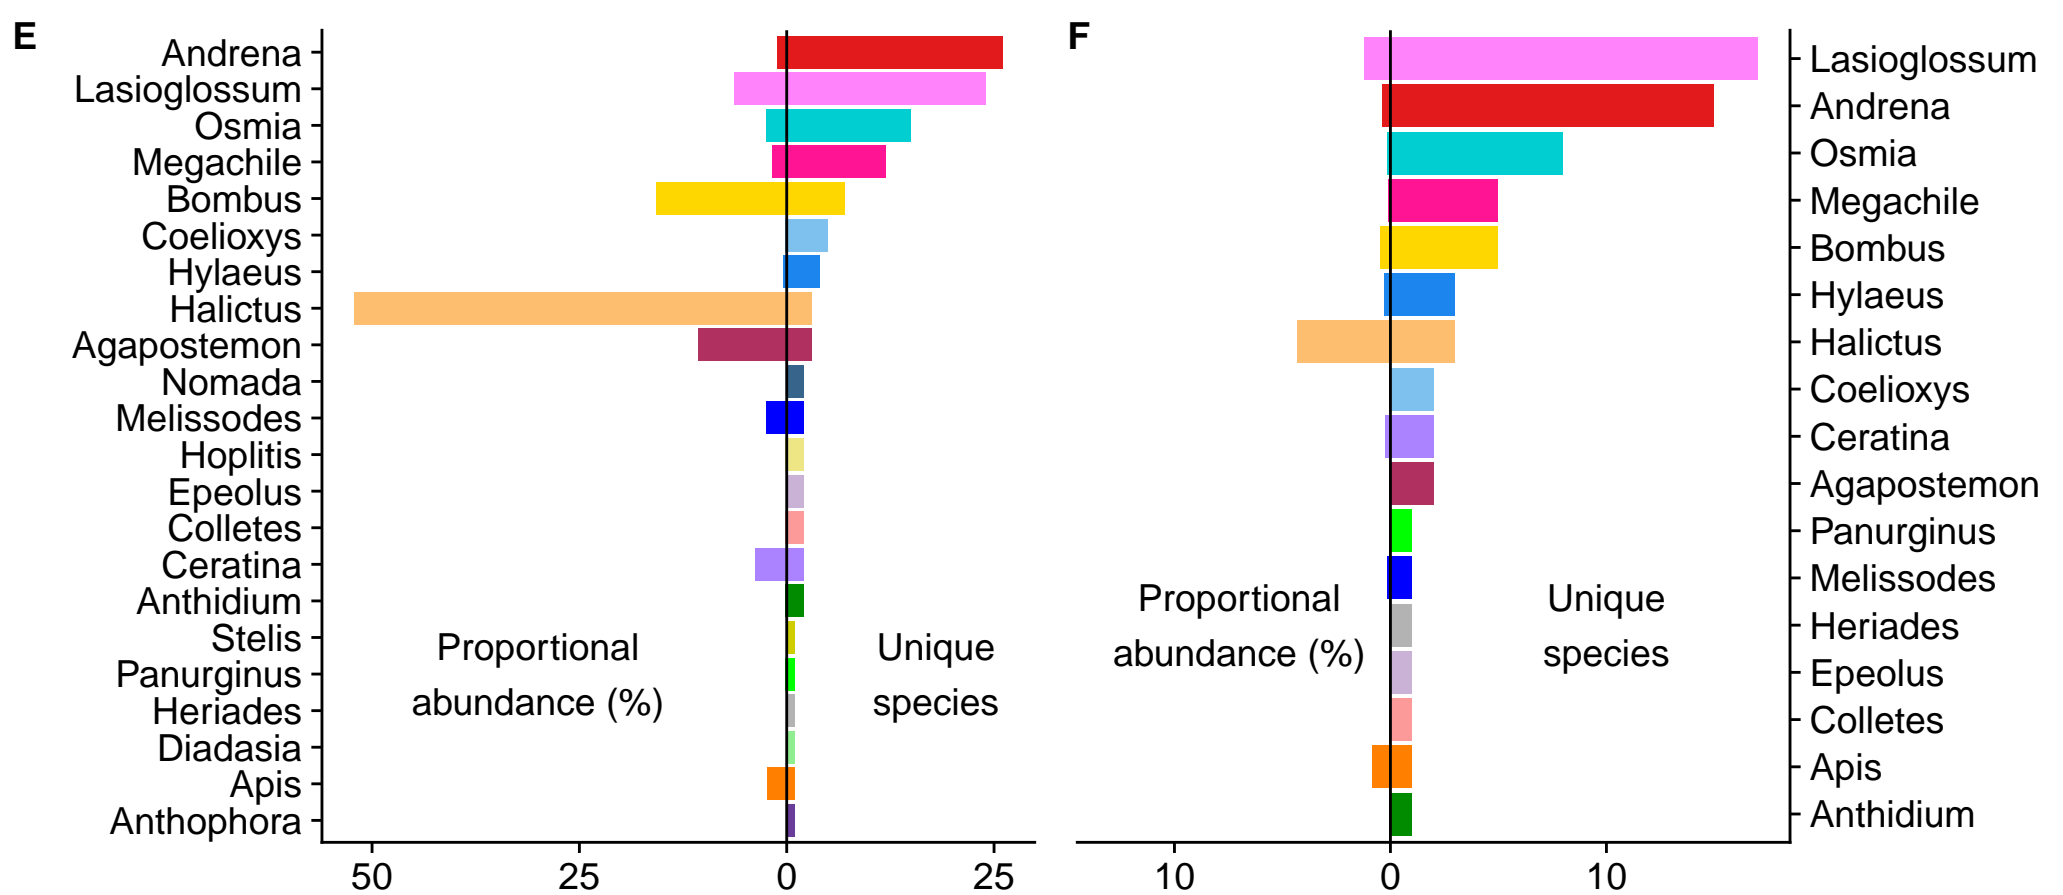 E
Andrena
Lasioglossum
Osmia
Megachile
Bombus
Coelioxys
Hylaeus
Halictus
Agapostemon
Nomada
Melissodes
Hoplitis
Epeolus
Colletes
Ceratina
Anthidium
Stelis
Panurginus
Heriades
Diadasia
Apis
Anthophora
Proportional
abundance (%)
Unique
species
50 25 0 25
F
Lasioglossum
Andrena
Osmia
Megachile
Bombus
Hylaeus
Halictus
Coelioxys
Ceratina
Agapostemon
Panurginus
Melissodes
Heriades
Epeolus
Colletes
Apis
Anthidium
Proportional
abundance (%)
Unique
species
10 0 10